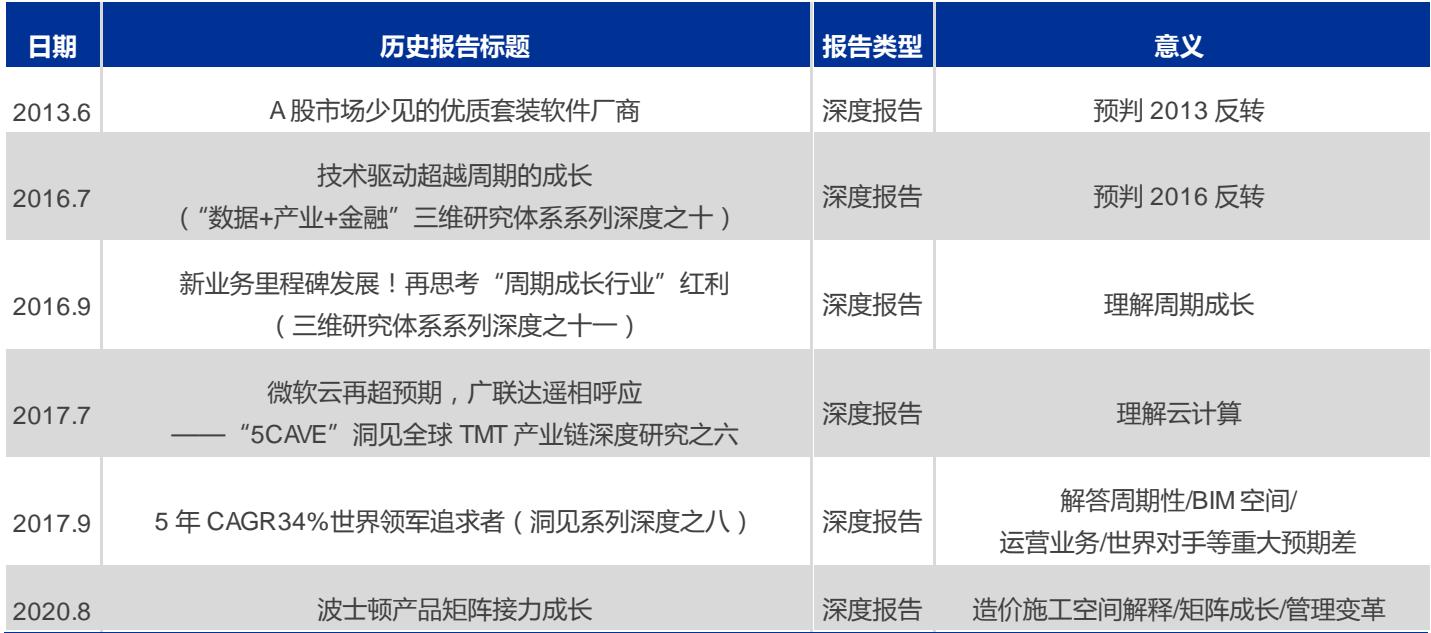 日期 历史报告标题 报告类型 意义
2013.6 A股市场少见的优质套装软件厂商 深度报告 预判 2013 反转
技术驱动超越周期的成长
2016.7 （“数据+产业+金融”三维研究体系系列深度之十） 深度报告 预判 2016 反转
新业务里程碑发展！再思考“周期成长行业”红利
2016.9 （三维研究体系系列深度之十一） 深度报告 理解周期成长
微软云再超预期，广联达遥相呼应
2017.7 ——“5CAVE”洞见全球 TMT 产业链深度研究之六 深度报告 理解云计算
2017.9 5 年 CAGR34%世界领军追求者（洞见系列深度之八） 深度报告 解答周期性/BIM 空间/
运营业务/世界对手等重大预期差
2020.8 波士顿产品矩阵接力成长 深度报告 造价施工空间解释/矩阵成长/管理变革